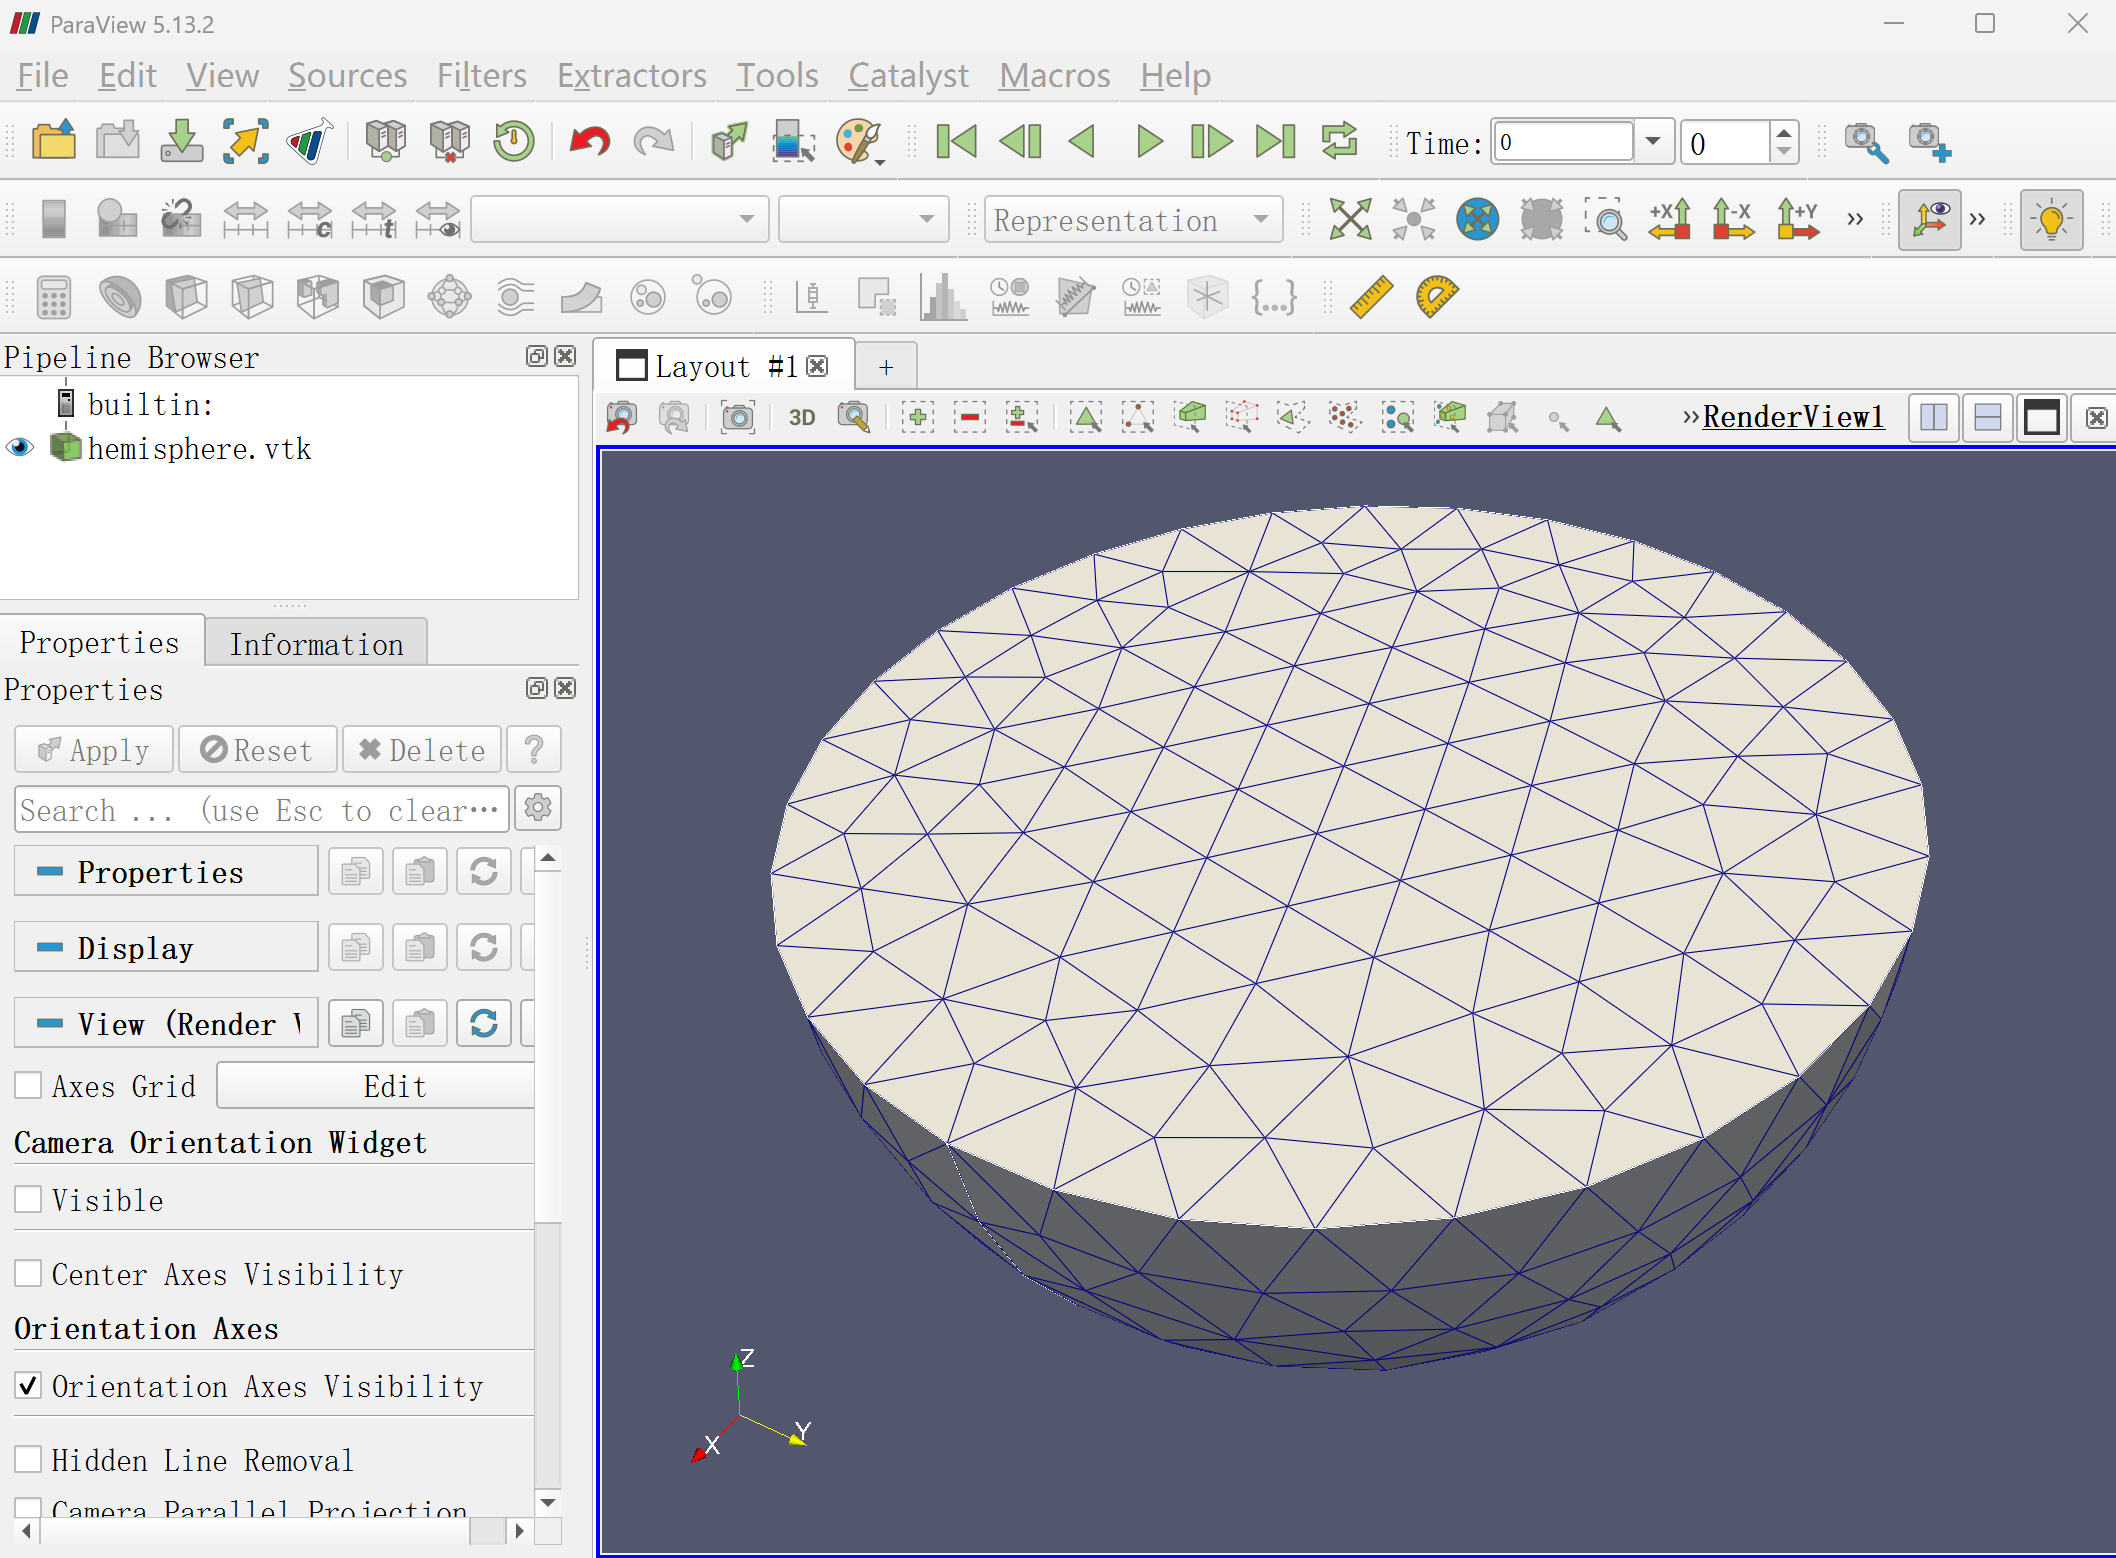 ParaView 5.13.2
File Edit View Sources Filters Extractors Tools Catalyst Macros Help
Time: 0 0
Representation
+X -X +Y »
»
Pipeline Browser
builtin:
hemisphere.vtk
Properties Information
Properties
Apply Reset Delete ?
Search ... (use Esc to clear...
Properties
Display
View (Render V
Axes Grid Edit
Camera Orientation Widget
Visible
Center Axes Visibility
Orientation Axes
Orientation Axes Visibility
Hidden Line Removal
Camera Parallel Projection
Layout #1 +
3D » RenderView1
Z
Y
X